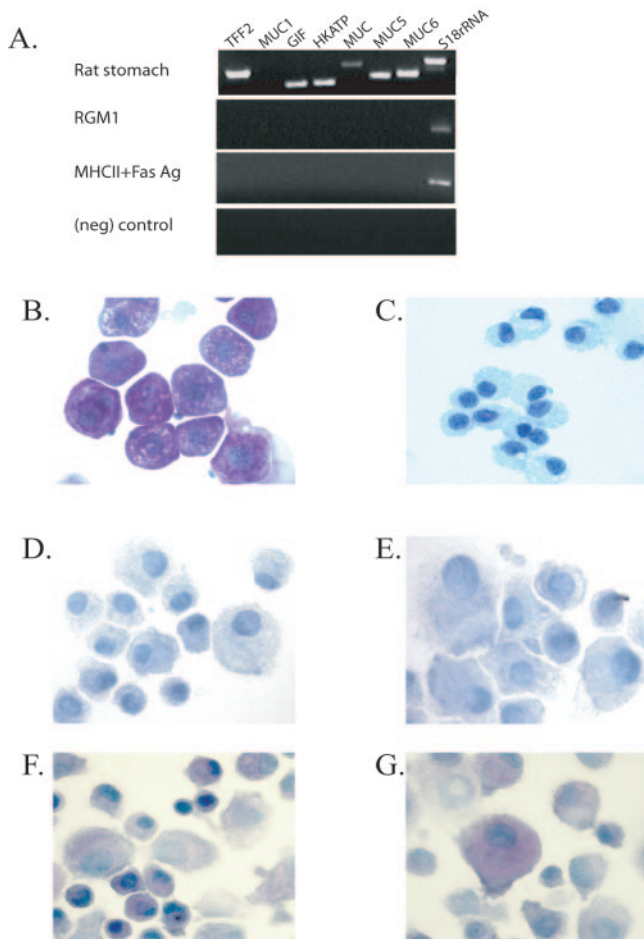 A.
TFF2 MUC1 GIF HKATP MUC MUC5 MUC6 S18rRNA
Rat stomach
RGM1
MHCII+Fas Ag
(neg) control
B.
C.
D.
E.
F.
G.